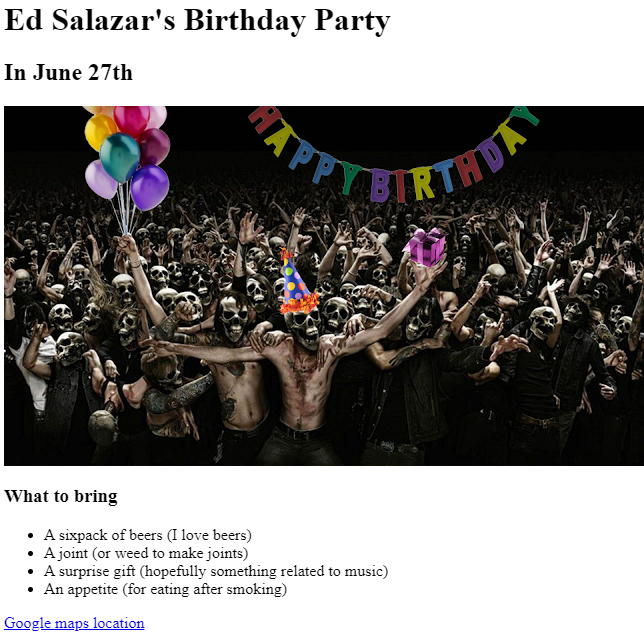 Ed Salazar's Birthday Party
In June 27th
HAPPY BIRTHDAY
What to bring
A sixpack of beers (I love beers)
A joint (or weed to make joints)
A surprise gift (hopefully something related to music)
An appetite (for eating after smoking)
Google maps location